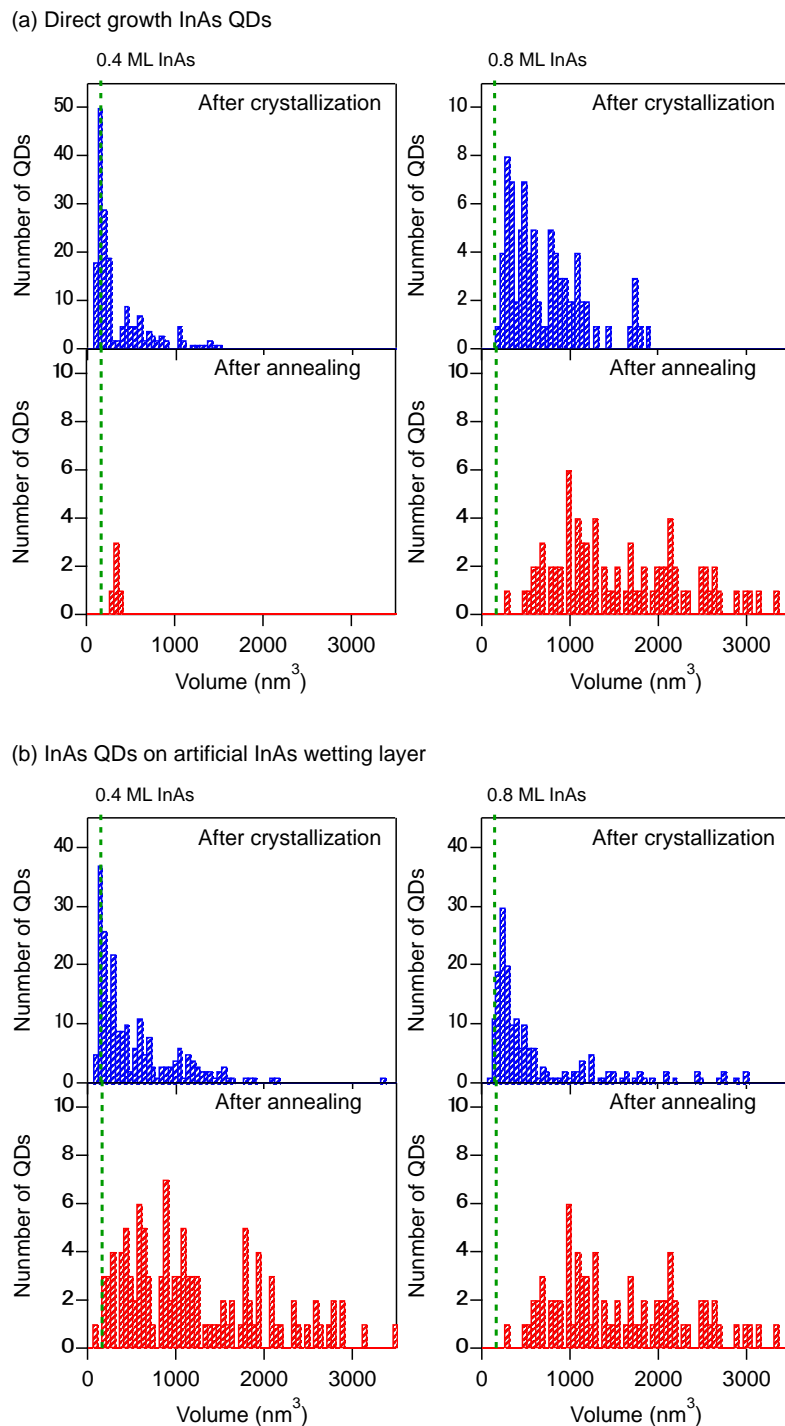 (a) Direct growth InAs QDs
0.4 ML InAs
0.8 ML InAs
After crystallization
After crystallization
Nunmber of QDs
50
40
30
20
10
0
Nunmber of QDs
10
8
6
4
2
0
After annealing
After annealing
Nunmber of QDs
10
8
6
4
2
0
Nunmber of QDs
10
8
6
4
2
0
0 1000 2000 3000
0 1000 2000 3000
Volume (nm³)
Volume (nm³)
(b) InAs QDs on artificial InAs wetting layer
0.4 ML InAs
0.8 ML InAs
After crystallization
After crystallization
Nunmber of QDs
40
30
20
10
0
Nunmber of QDs
40
30
20
10
0
After annealing
After annealing
Nunmber of QDs
10
8
6
4
2
0
Nunmber of QDs
10
8
6
4
2
0
0 1000 2000 3000
0 1000 2000 3000
Volume (nm³)
Volume (nm³)